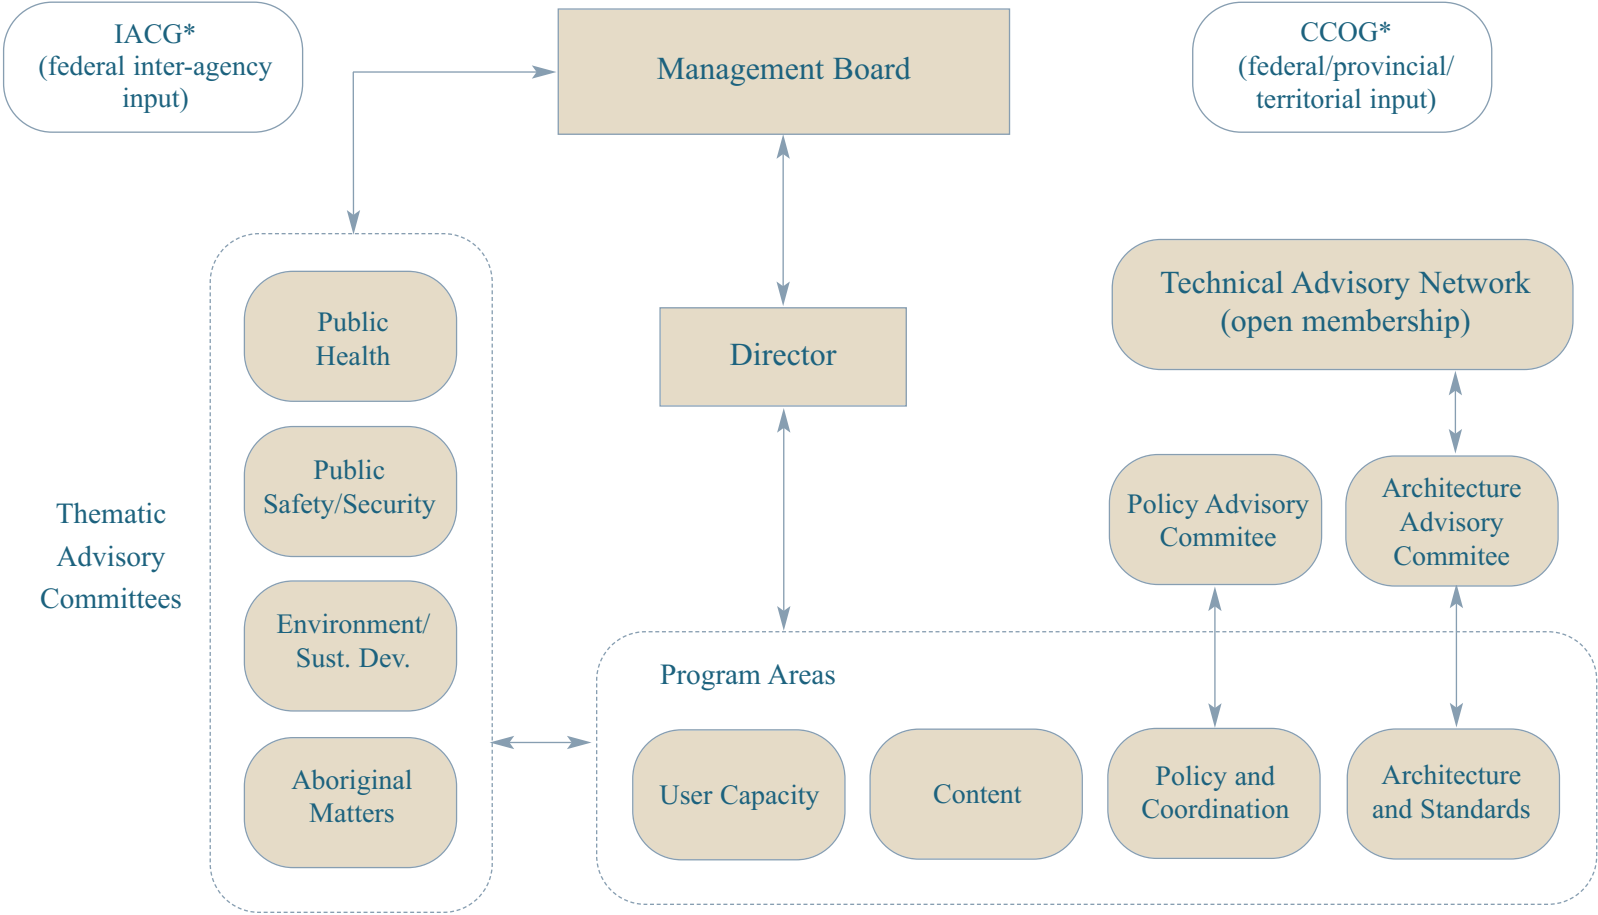 IACG*
(federal inter-agency
input)
Management Board
CCOG*
(federal/provincial/
territorial input)
Public
Health
Public
Safety/Security
Environment/
Sust. Dev.
Aboriginal
Matters
Thematic
Advisory
Committees
Director
Technical Advisory Network
(open membership)
Policy Advisory
Commitee
Architecture
Advisory
Commitee
Program Areas
User Capacity
Content
Policy and
Coordination
Architecture
and Standards